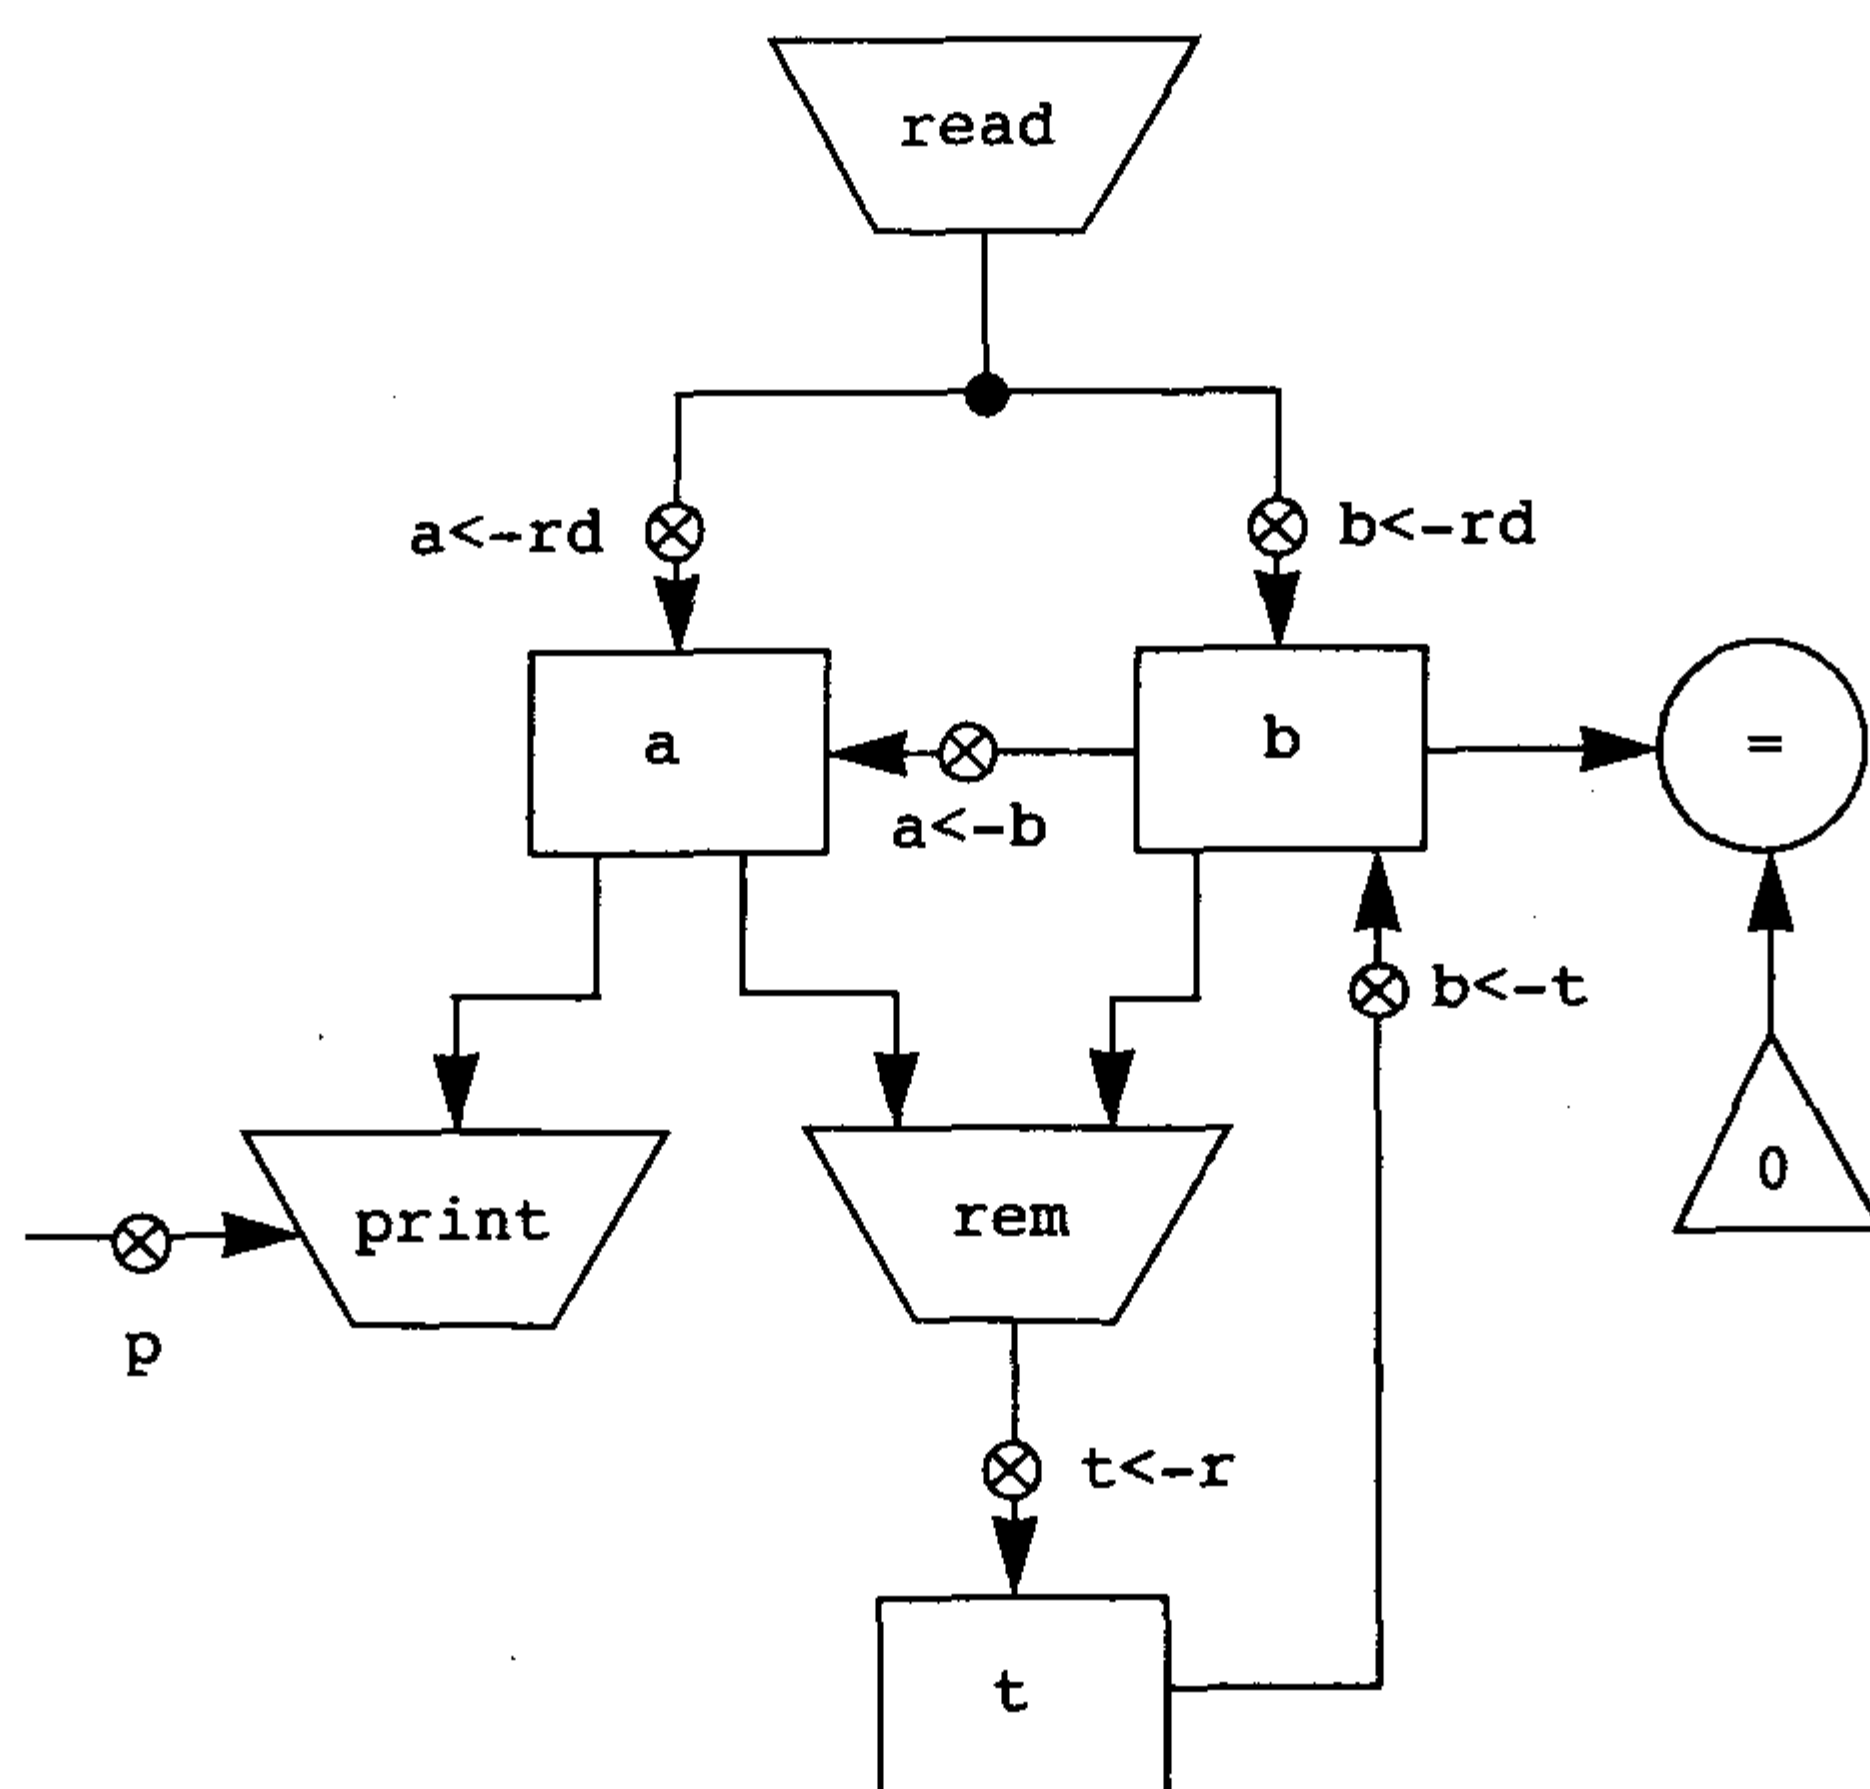 read
a<-rd
b<-rd
a
b
=
a<-b
b<-t
0
print
rem
p
t<-r
t